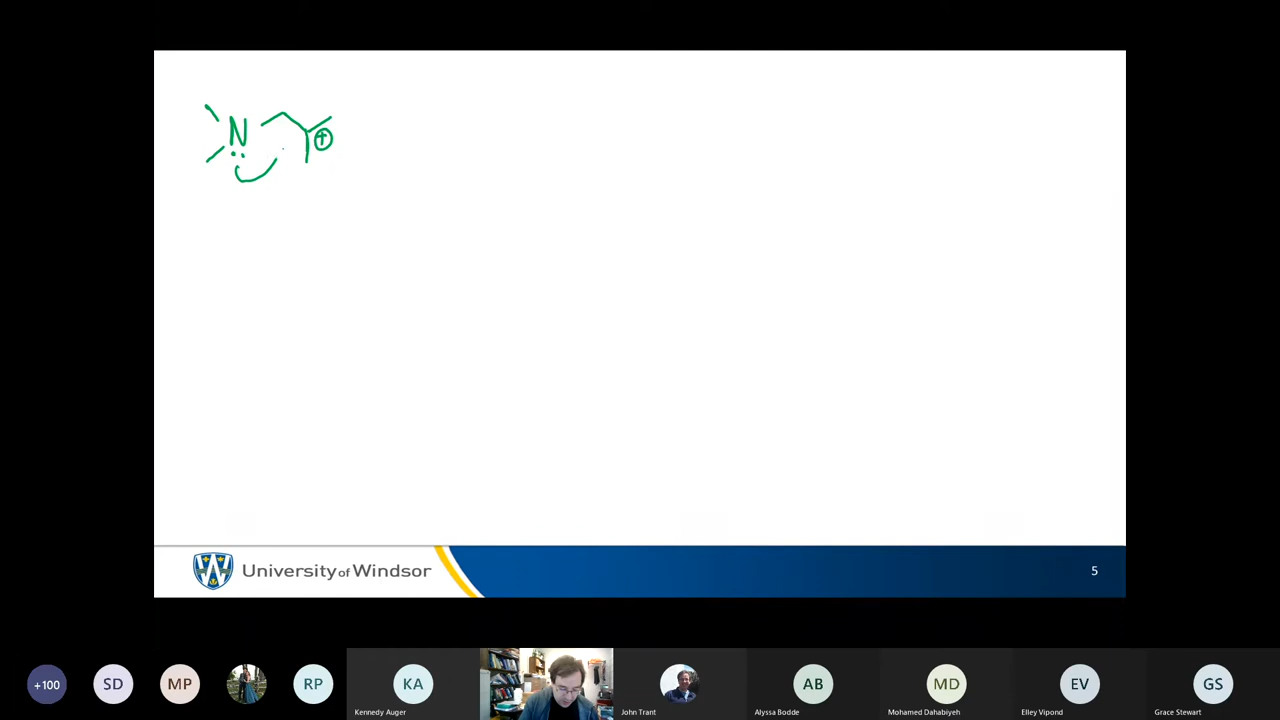 N
+
University of Windsor
5
+100
SD
MP
RP
KA
AB
MD
EV
GS
Kennedy Auger
John Trant
Alyssa Bodde
Mohamed Dahabiyeh
Elley Vipond
Grace Stewart